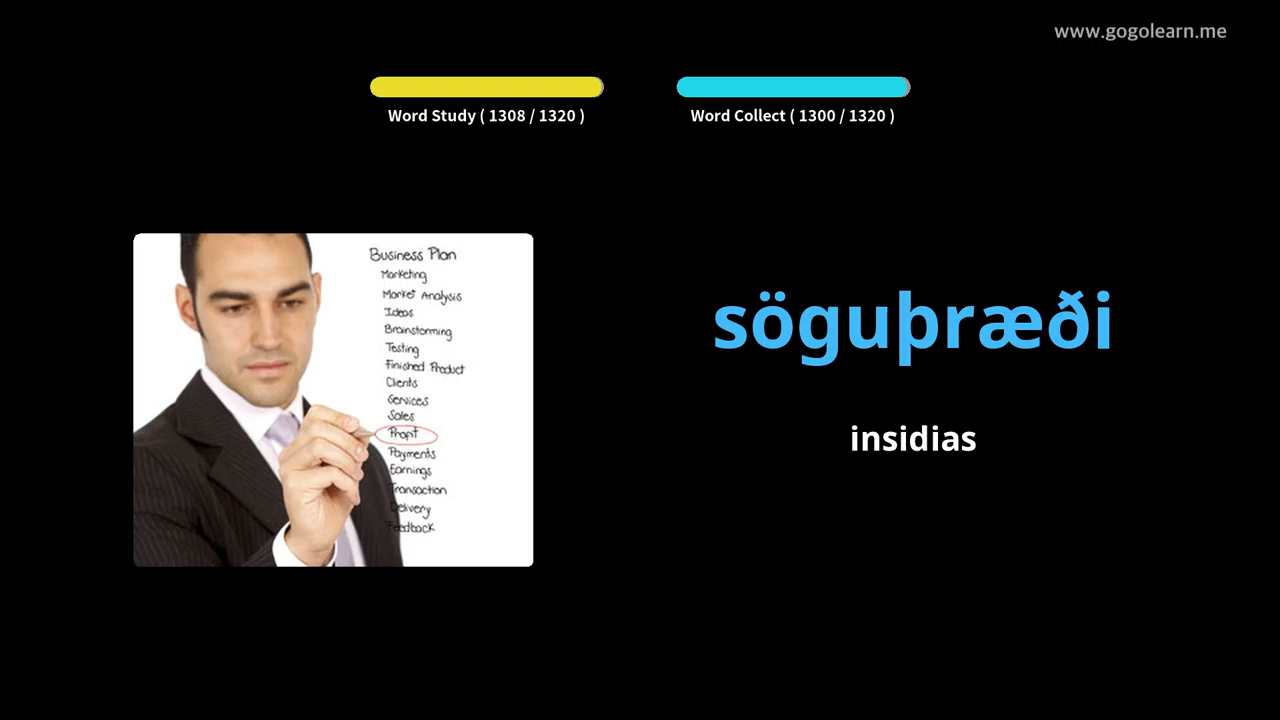 www.gogolearn.me
Word Study ( 1308 / 1320 )
Word Collect ( 1300 / 1320 )
Business Plan
Marketing
Market Analysis
Ideas
Brainstorming
Testing
Finished Product
Clients
Services
Sales
Profit
Payments
Earnings
Transaction
Delivery
Feedback
söguþræði
insidias